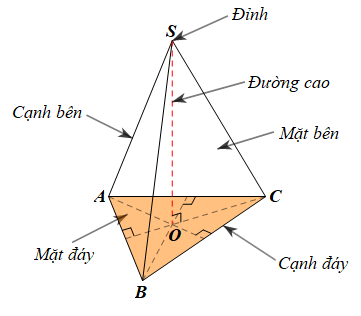 S
Đỉnh
Đường cao
Cạnh bên
Mặt bên
A
C
Mặt đáy
O
Cạnh đáy
B